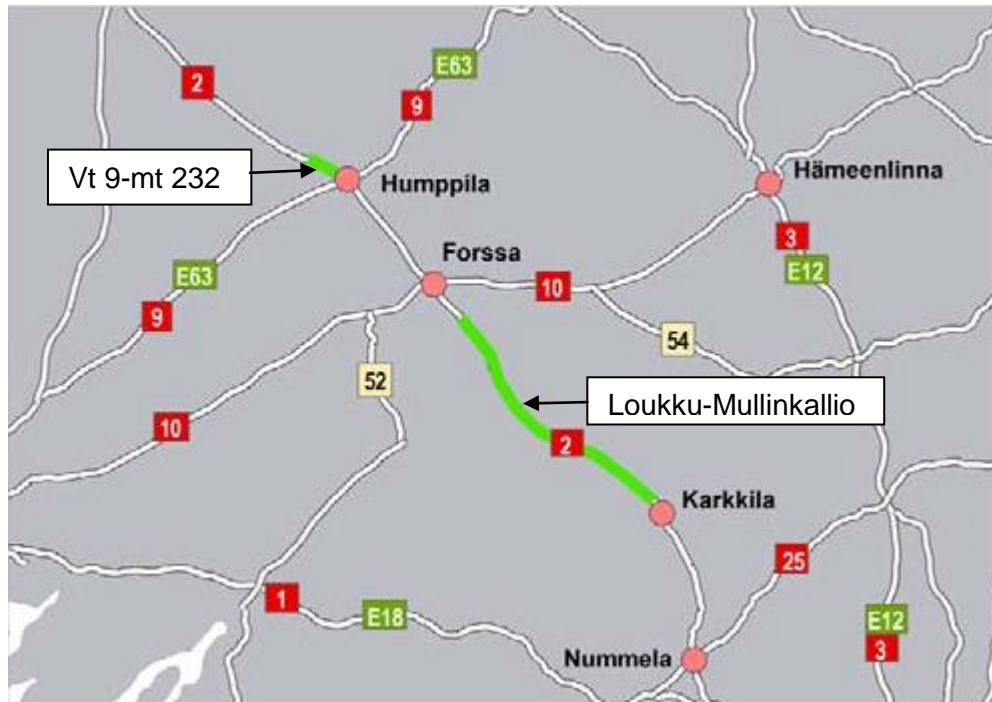 E63
2
9
Vt 9-mt 232
Humppila
Hämeenlinna
3
E12
Forssa
E63
9
10
54
52
Loukku-Mullinkallio
10
2
Karkkila
25
1
E18
E12
3
Nummela